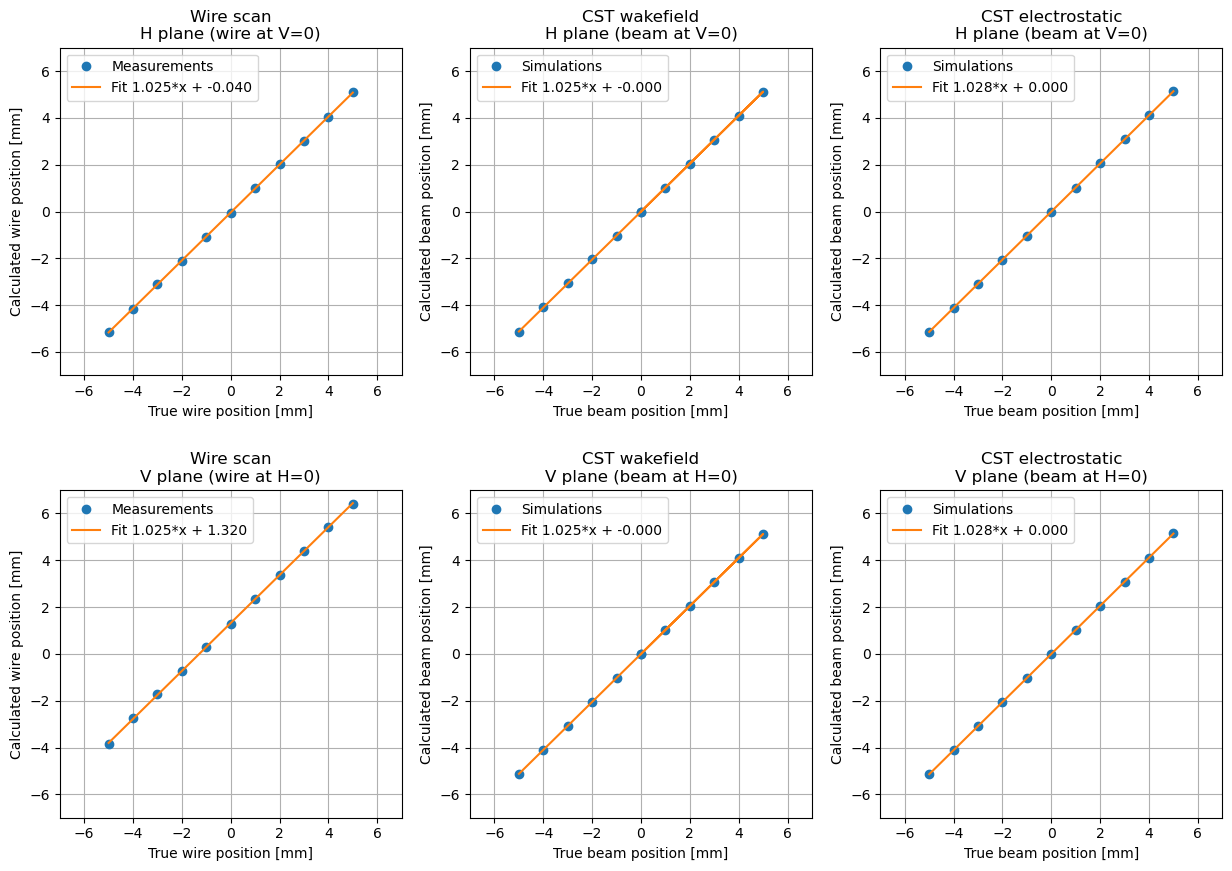 Wire scan
H plane (wire at V=0)
Measurements
Fit 1.025*x + -0.040
6
4
2
0
−2
−4
−6
Calculated wire position [mm]
−6 −4 −2 0 2 4 6
True wire position [mm]
CST wakefield
H plane (beam at V=0)
Simulations
Fit 1.025*x + -0.000
6
4
2
0
−2
−4
−6
Calculated beam position [mm]
−6 −4 −2 0 2 4 6
True beam position [mm]
CST electrostatic
H plane (beam at V=0)
Simulations
Fit 1.028*x + 0.000
6
4
2
0
−2
−4
−6
Calculated beam position [mm]
−6 −4 −2 0 2 4 6
True beam position [mm]
Wire scan
V plane (wire at H=0)
Measurements
Fit 1.025*x + 1.320
6
4
2
0
−2
−4
−6
Calculated wire position [mm]
−6 −4 −2 0 2 4 6
True wire position [mm]
CST wakefield
V plane (beam at H=0)
Simulations
Fit 1.025*x + -0.000
6
4
2
0
−2
−4
−6
Calculated beam position [mm]
−6 −4 −2 0 2 4 6
True beam position [mm]
CST electrostatic
V plane (beam at H=0)
Simulations
Fit 1.028*x + 0.000
6
4
2
0
−2
−4
−6
Calculated beam position [mm]
−6 −4 −2 0 2 4 6
True beam position [mm]